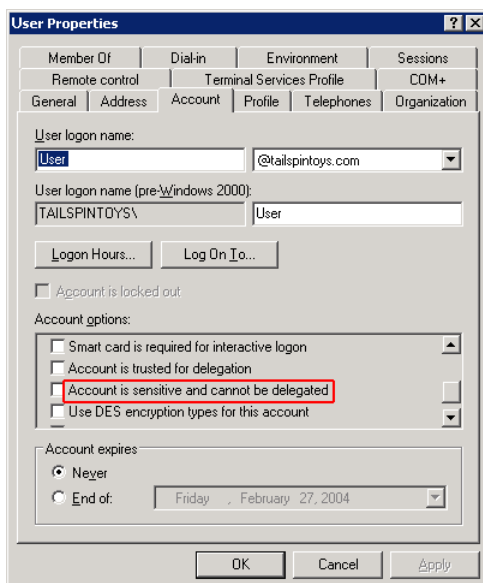 User Properties
Member Of Dial-in Environment Sessions
Remote control Terminal Services Profile COM+
General Address Account Profile Telephones Organization
User logon name:
User @tailspintoys.com
User logon name (pre-Windows 2000):
TAILSPINTOYS\ User
Logon Hours... Log On To...
Account is locked out
Account options:
Smart card is required for interactive logon
Account is trusted for delegation
Account is sensitive and cannot be delegated
Use DES encryption types for this account
Account expires
Never
End of: Friday , February 27, 2004
OK Cancel Apply